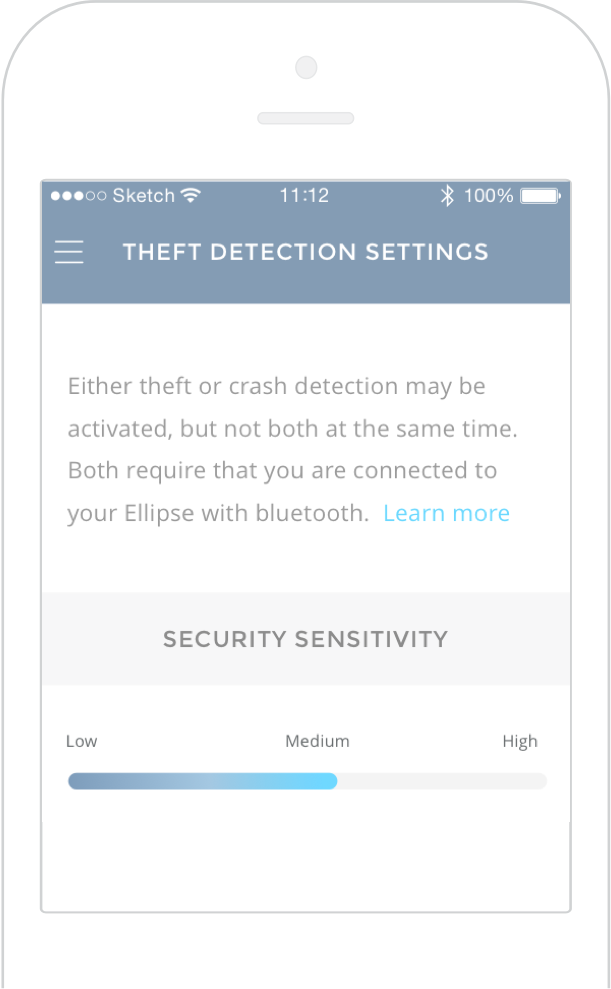 Sketch 11:12 100%
THEFT DETECTION SETTINGS
Either theft or crash detection may be
activated, but not both at the same time.
Both require that you are connected to
your Ellipse with bluetooth. Learn more
SECURITY SENSITIVITY
Low Medium High